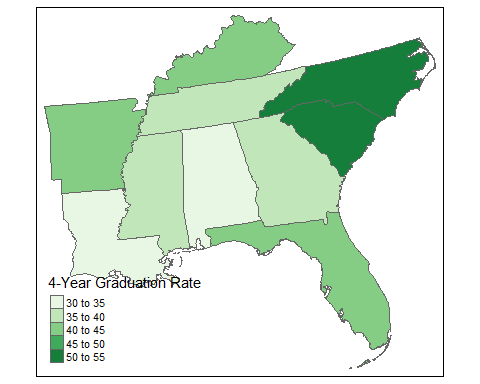 4-Year Graduation Rate
30 to 35
35 to 40
40 to 45
45 to 50
50 to 55